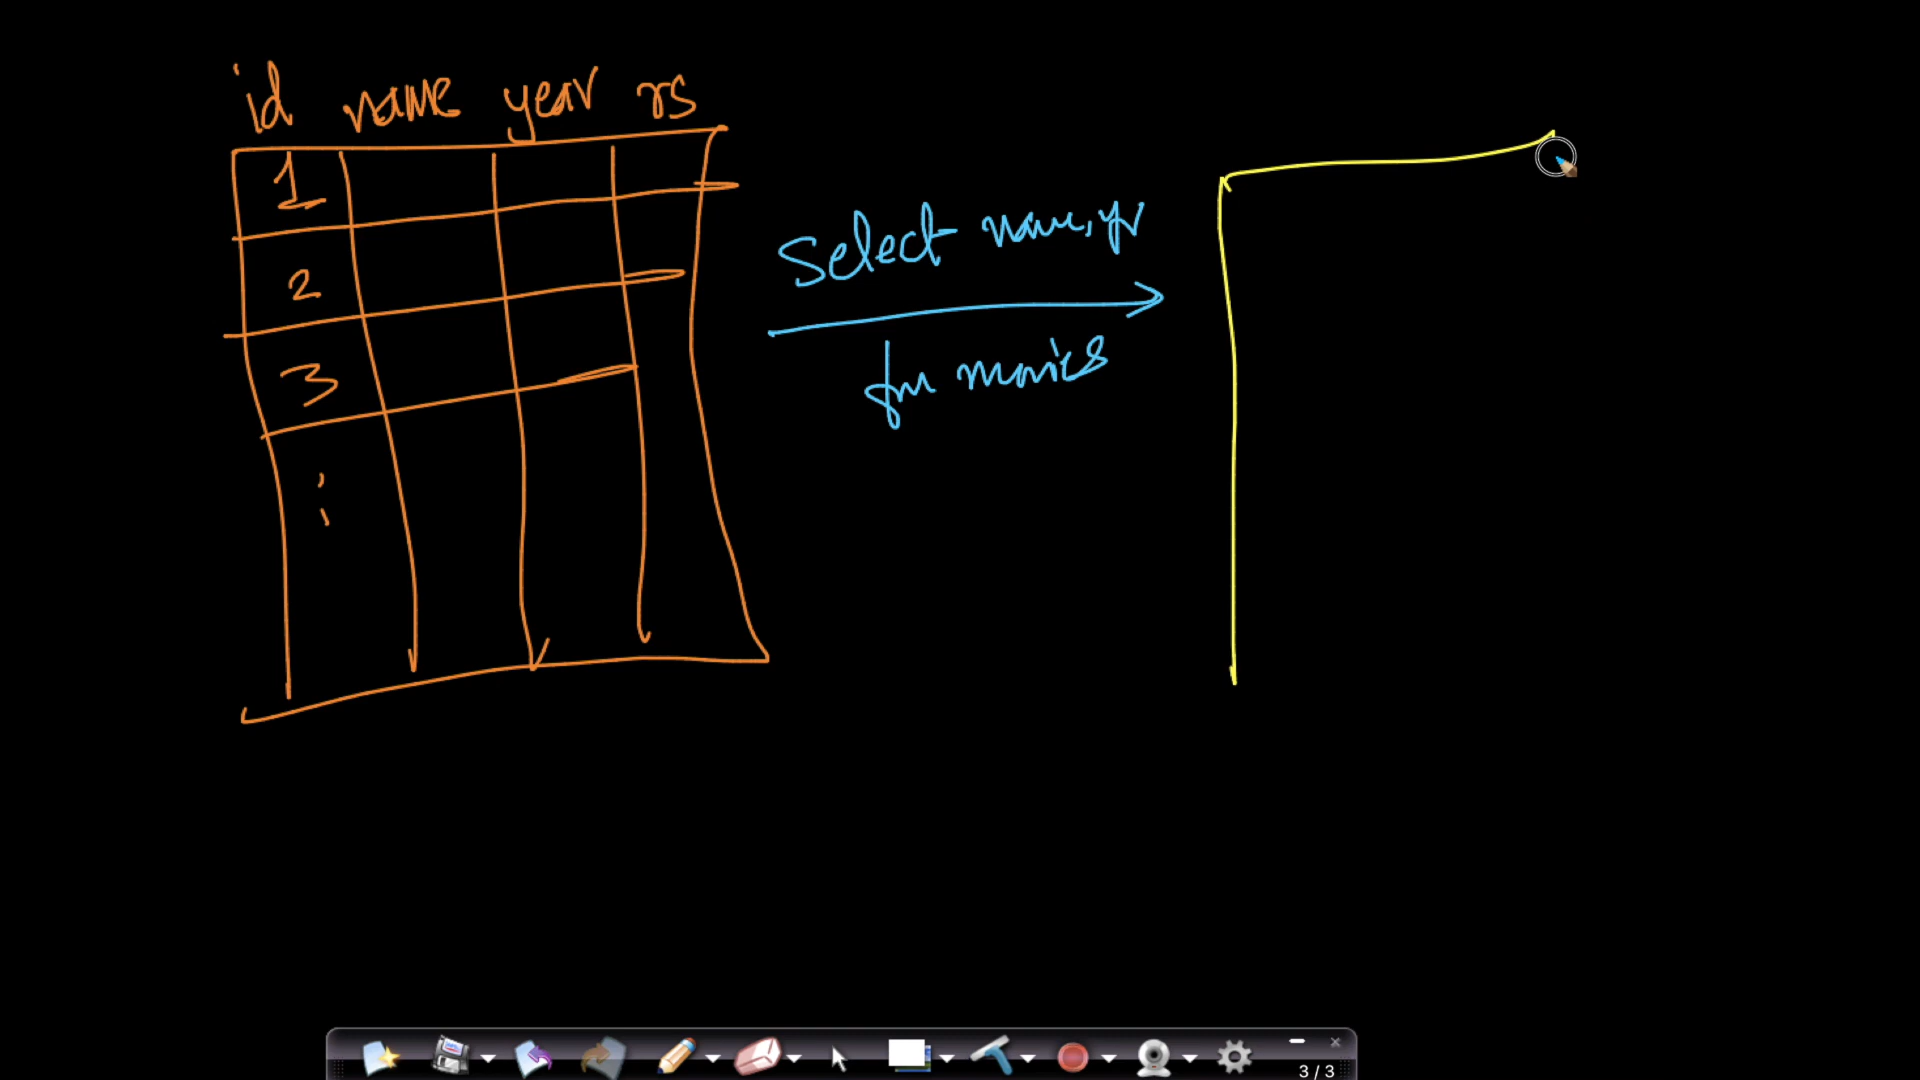 id name year rs
1
2
3
Select name, yr
from movies
3 / 3